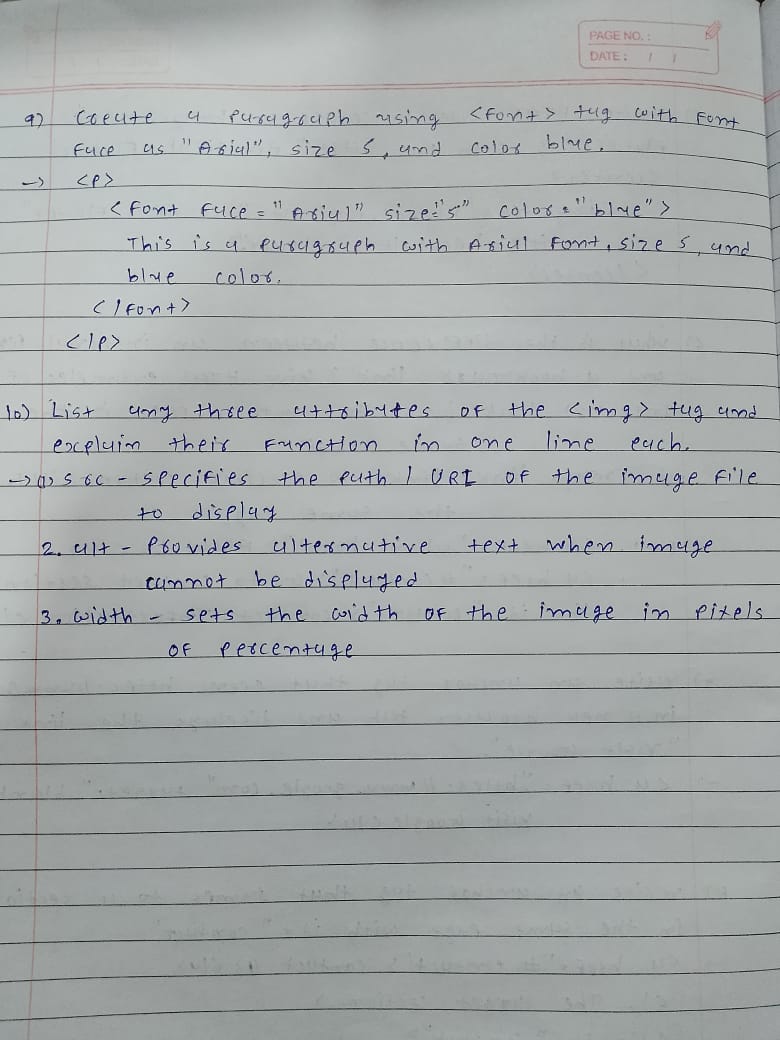 PAGE NO. :
DATE : / /
9) Create a paragraph using <font> tag with Font
Face as "Arial", size 5, and color blue.
→ <P>
<Font Face = "Arial" size="5" color="blue">
This is a paragraph with Arial Font, size 5, and
blue color.
</Font>
</P>
10) List any three attributes of the <img> tag and
explain their Function in one line each.
→ (1) src - specifies the path / URI of the image File
to display
2. alt - Provides alternative text when image
cannot be displayed
3. width - sets the width of the image in pixels
of percentage